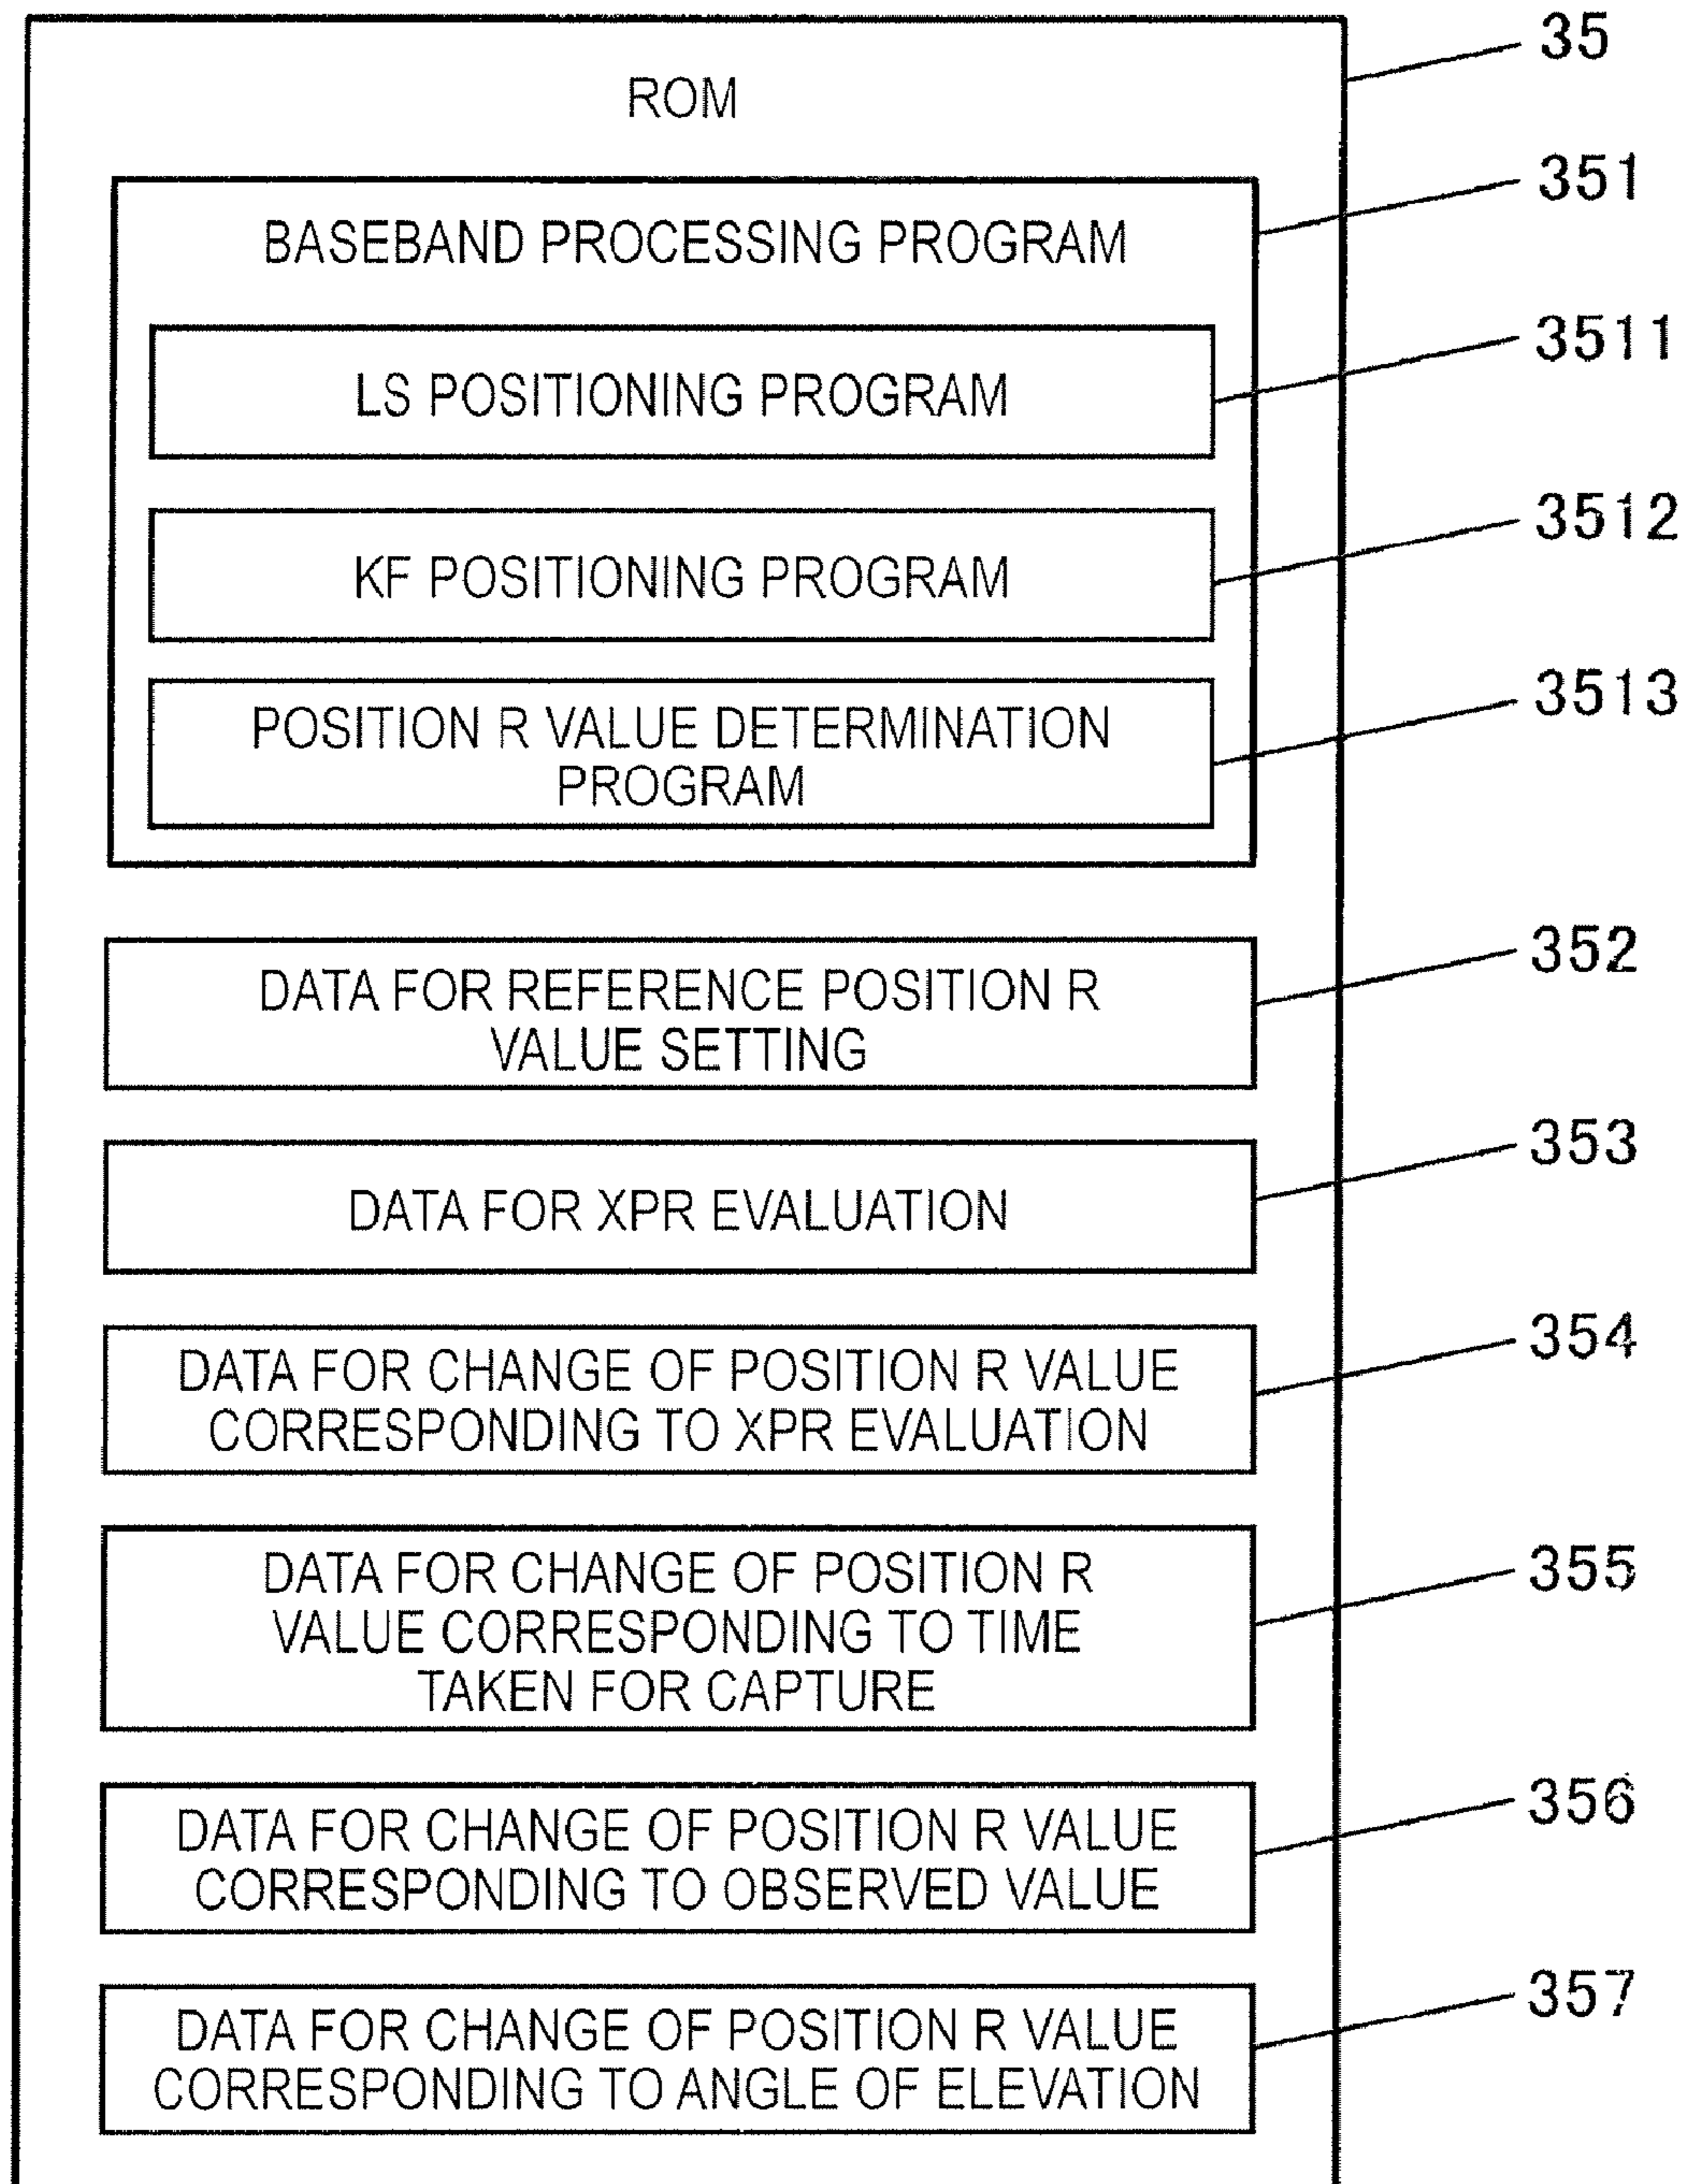 35
ROM
351
BASEBAND PROCESSING PROGRAM
3511
LS POSITIONING PROGRAM
3512
KF POSITIONING PROGRAM
3513
POSITION R VALUE DETERMINATION
PROGRAM
352
DATA FOR REFERENCE POSITION R
VALUE SETTING
353
DATA FOR XPR EVALUATION
354
DATA FOR CHANGE OF POSITION R VALUE
CORRESPONDING TO XPR EVALUATION
355
DATA FOR CHANGE OF POSITION R
VALUE CORRESPONDING TO TIME
TAKEN FOR CAPTURE
356
DATA FOR CHANGE OF POSITION R VALUE
CORRESPONDING TO OBSERVED VALUE
357
DATA FOR CHANGE OF POSITION R VALUE
CORRESPONDING TO ANGLE OF ELEVATION